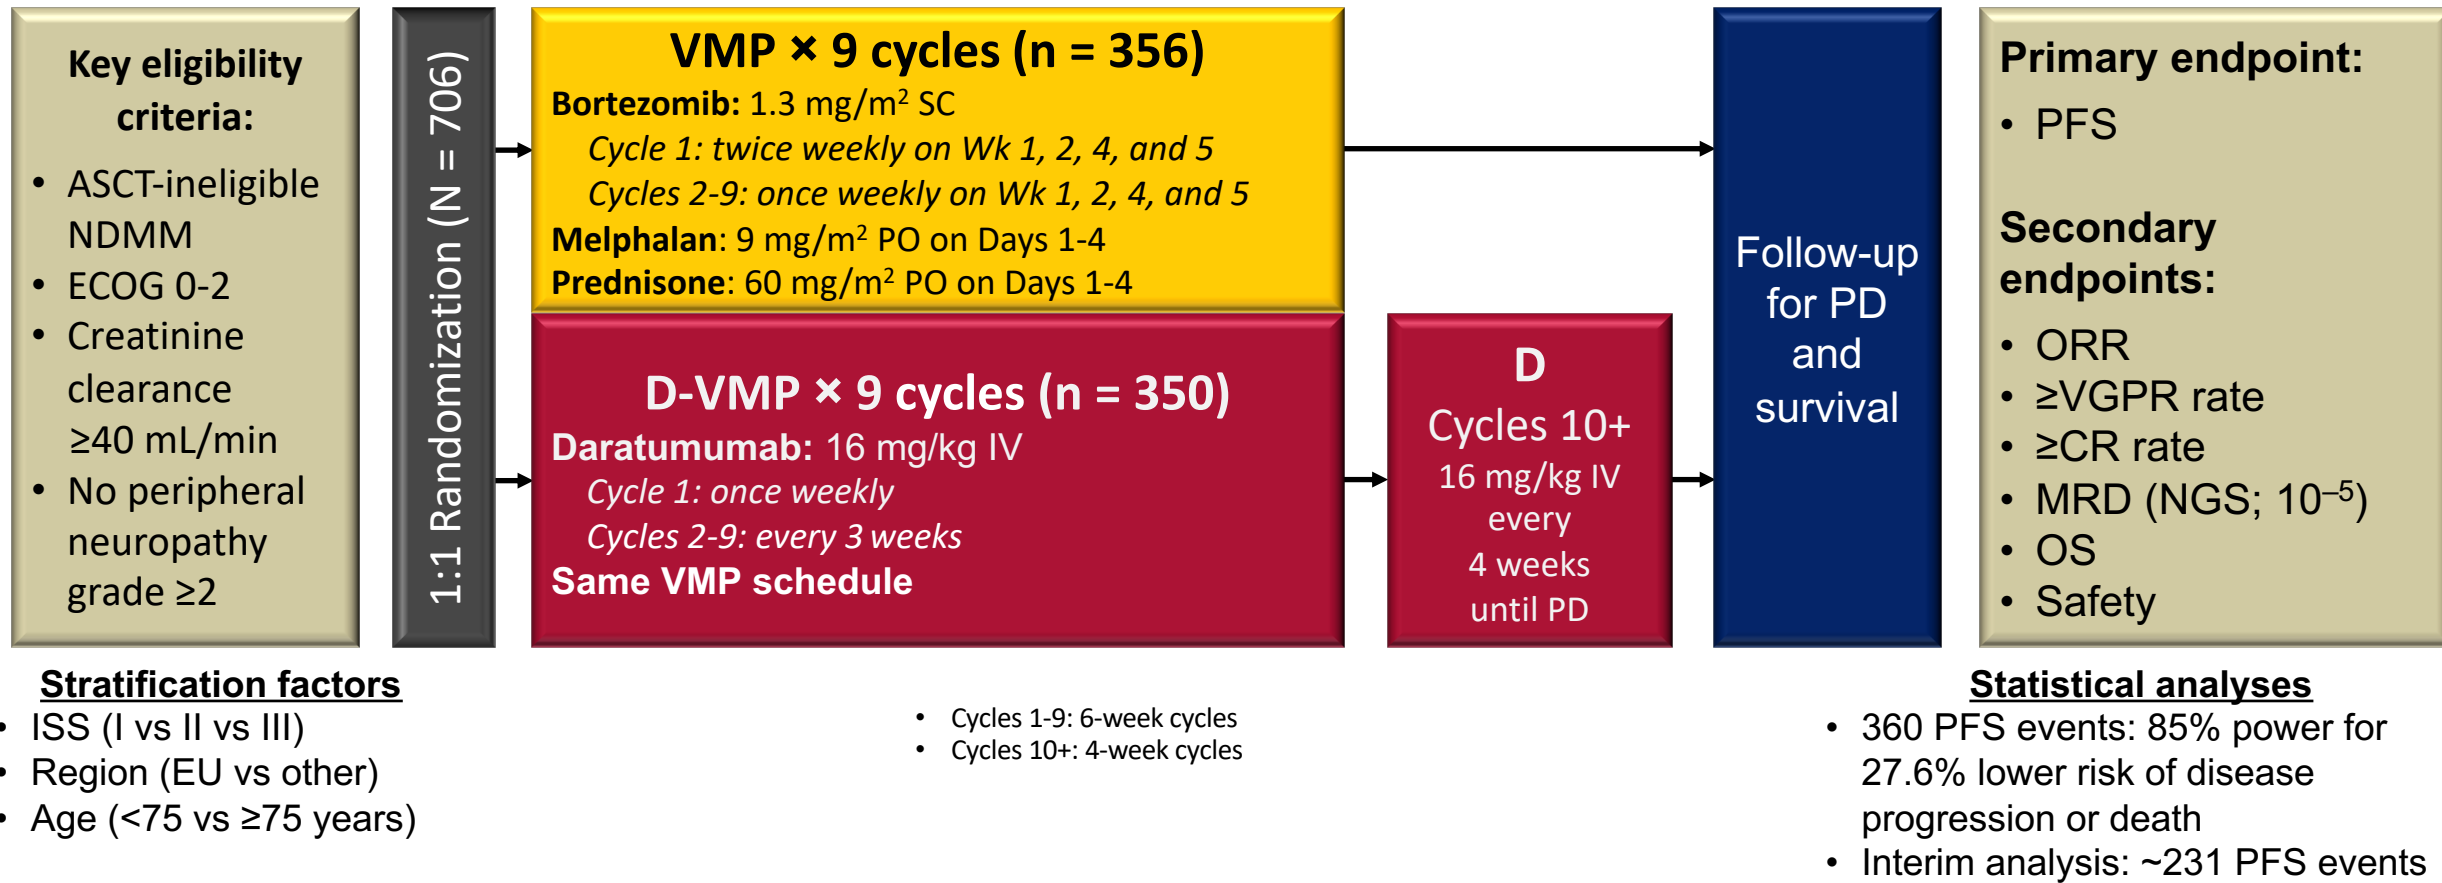 Key eligibility
criteria:
• ASCT-ineligible
NDMM
• ECOG 0-2
• Creatinine
clearance
≥40 mL/min
• No peripheral
neuropathy
grade ≥2
1:1 Randomization (N = 706)
VMP × 9 cycles (n = 356)
Bortezomib: 1.3 mg/m² SC
Cycle 1: twice weekly on Wk 1, 2, 4, and 5
Cycles 2-9: once weekly on Wk 1, 2, 4, and 5
Melphalan: 9 mg/m² PO on Days 1-4
Prednisone: 60 mg/m² PO on Days 1-4
D-VMP × 9 cycles (n = 350)
Daratumumab: 16 mg/kg IV
Cycle 1: once weekly
Cycles 2-9: every 3 weeks
Same VMP schedule
D
Cycles 10+
16 mg/kg IV
every
4 weeks
until PD
Follow-up
for PD
and
survival
Primary endpoint:
• PFS
Secondary
endpoints:
• ORR
• ≥VGPR rate
• ≥CR rate
• MRD (NGS; 10⁻⁵)
• OS
• Safety
Stratification factors
• ISS (I vs II vs III)
• Region (EU vs other)
• Age (<75 vs ≥75 years)
• Cycles 1-9: 6-week cycles
• Cycles 10+: 4-week cycles
Statistical analyses
• 360 PFS events: 85% power for
27.6% lower risk of disease
progression or death
• Interim analysis: ~231 PFS events